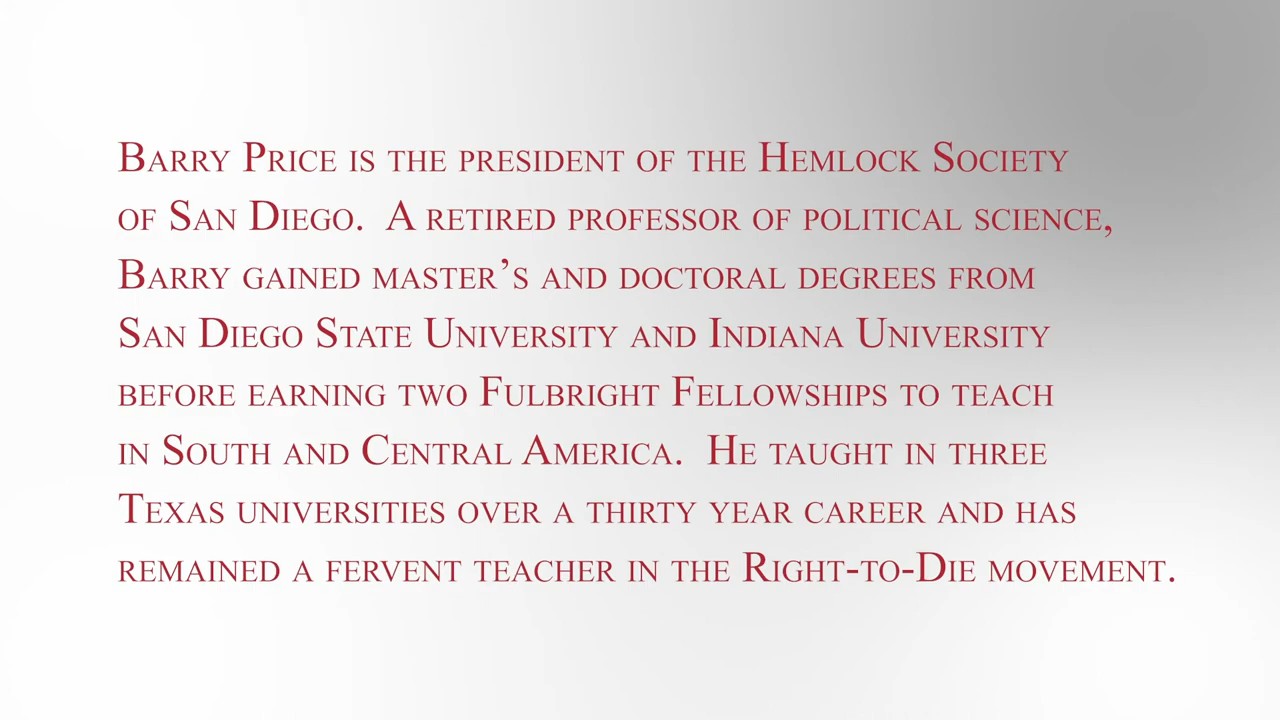 Barry Price is the president of the Hemlock Society
of San Diego.  A retired professor of political science,
Barry gained master’s and doctoral degrees from
San Diego State University and Indiana University
before earning two Fulbright Fellowships to teach
in South and Central America.  He taught in three
Texas universities over a thirty year career and has
remained a fervent teacher in the Right-to-Die movement.